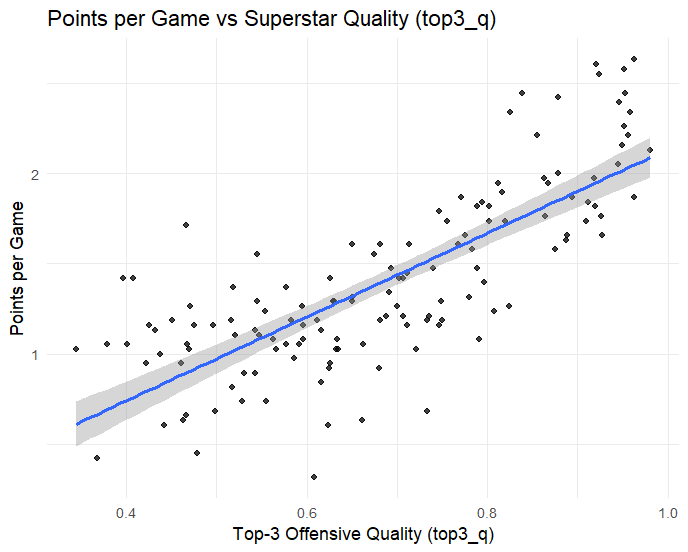 Points per Game vs Superstar Quality (top3_q)
Points per Game
2
1
0.4 0.6 0.8 1.0
Top-3 Offensive Quality (top3_q)